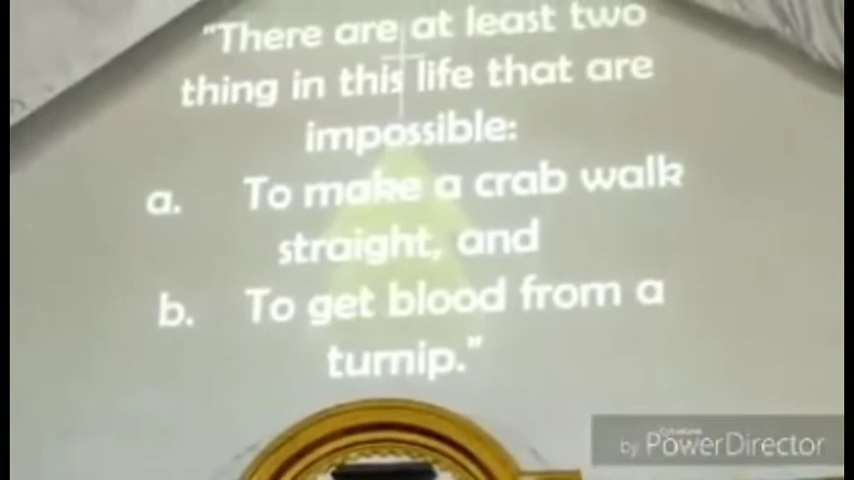 "There are at least two
thing in this life that are
impossible:
a. To make a crab walk
straight, and
b. To get blood from a
turnip."
by PowerDirector